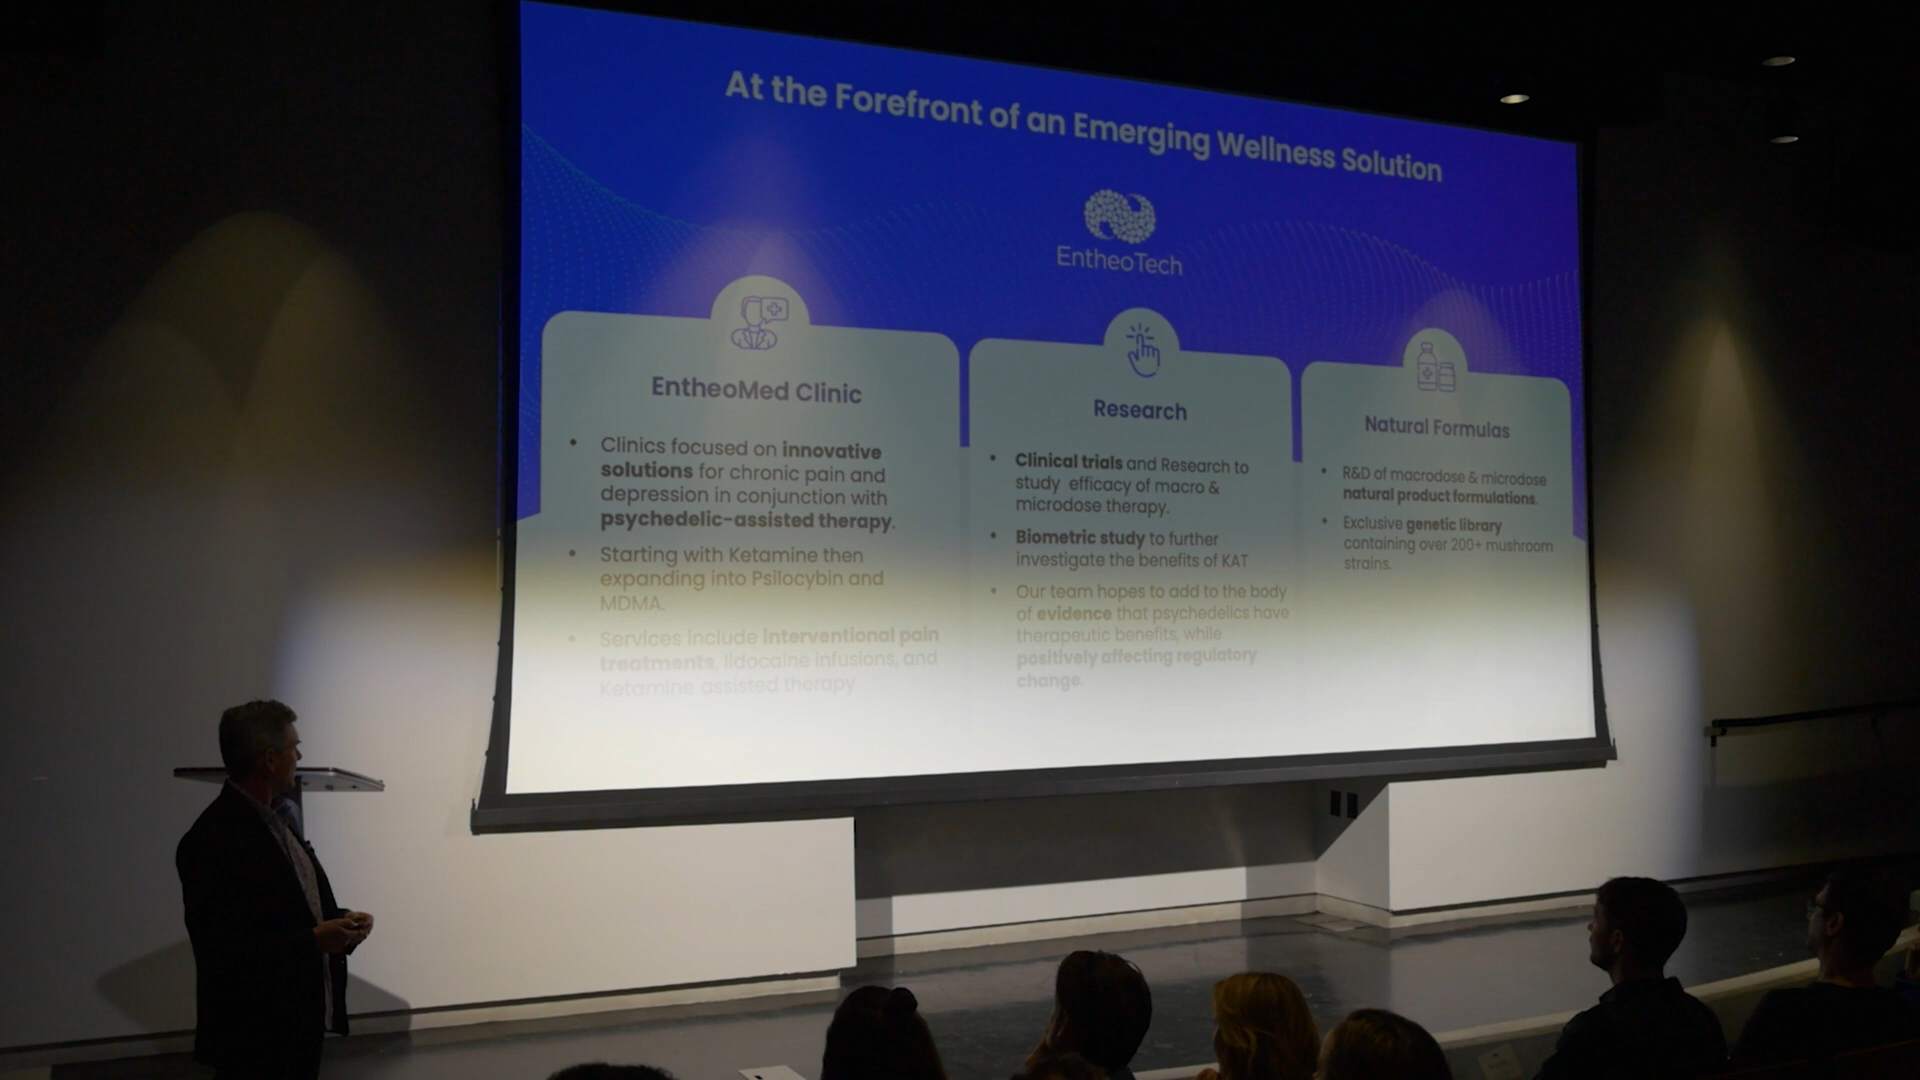 At the Forefront of an Emerging Wellness Solution
EntheoTech
EntheoMed Clinic
• Clinics focused on innovative
solutions for chronic pain and
depression in conjunction with
psychedelic-assisted therapy.
• Starting with Ketamine then
expanding into Psilocybin and
MDMA.
• Services include interventional pain
treatments, lidocaine infusions, and
Ketamine assisted therapy
Research
• Clinical trials and Research to
study efficacy of macro &
microdose therapy.
• Biometric study to further
investigate the benefits of KAT
• Our team hopes to add to the body
of evidence that psychedelics have
therapeutic benefits, while
positively affecting regulatory
change.
Natural Formulas
• R&D of macrodose & microdose
natural product formulations.
• Exclusive genetic library
containing over 200+ mushroom
strains.